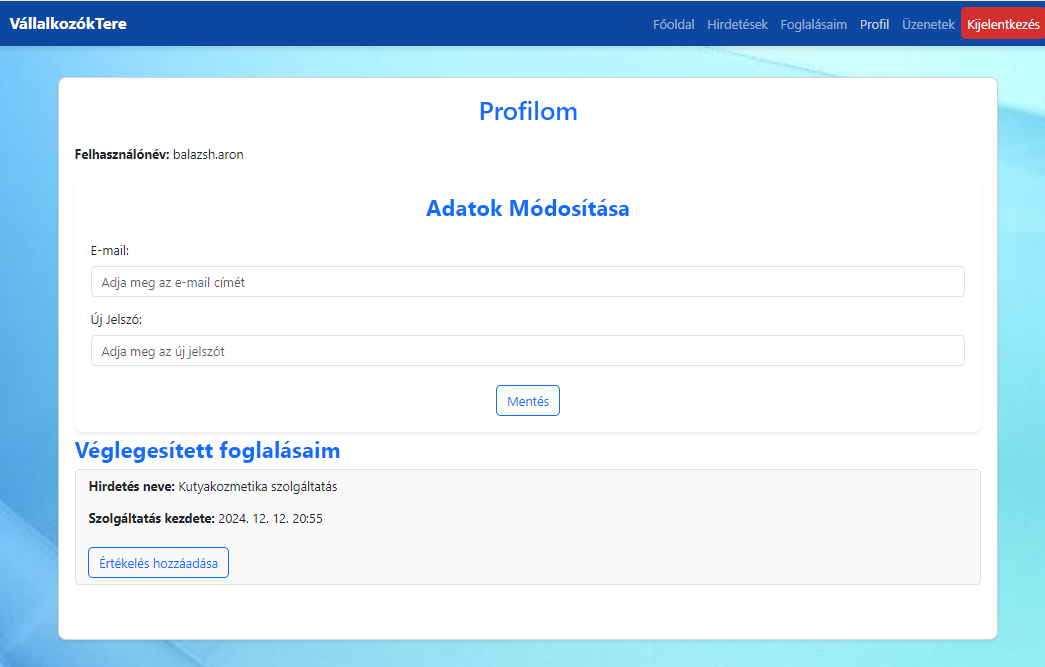 VállalkozókTere
Főoldal Hirdetések Foglalásaim Profil Üzenetek Kijelentkezés
Profilom
Felhasználónév: balazsh.aron
Adatok Módosítása
E-mail:
Adja meg az e-mail címét
Új Jelszó:
Adja meg az új jelszót
Mentés
Véglegesített foglalásaim
Hirdetés neve: Kutyakozmetika szolgáltatás
Szolgáltatás kezdete: 2024. 12. 12. 20:55
Értékelés hozzáadása